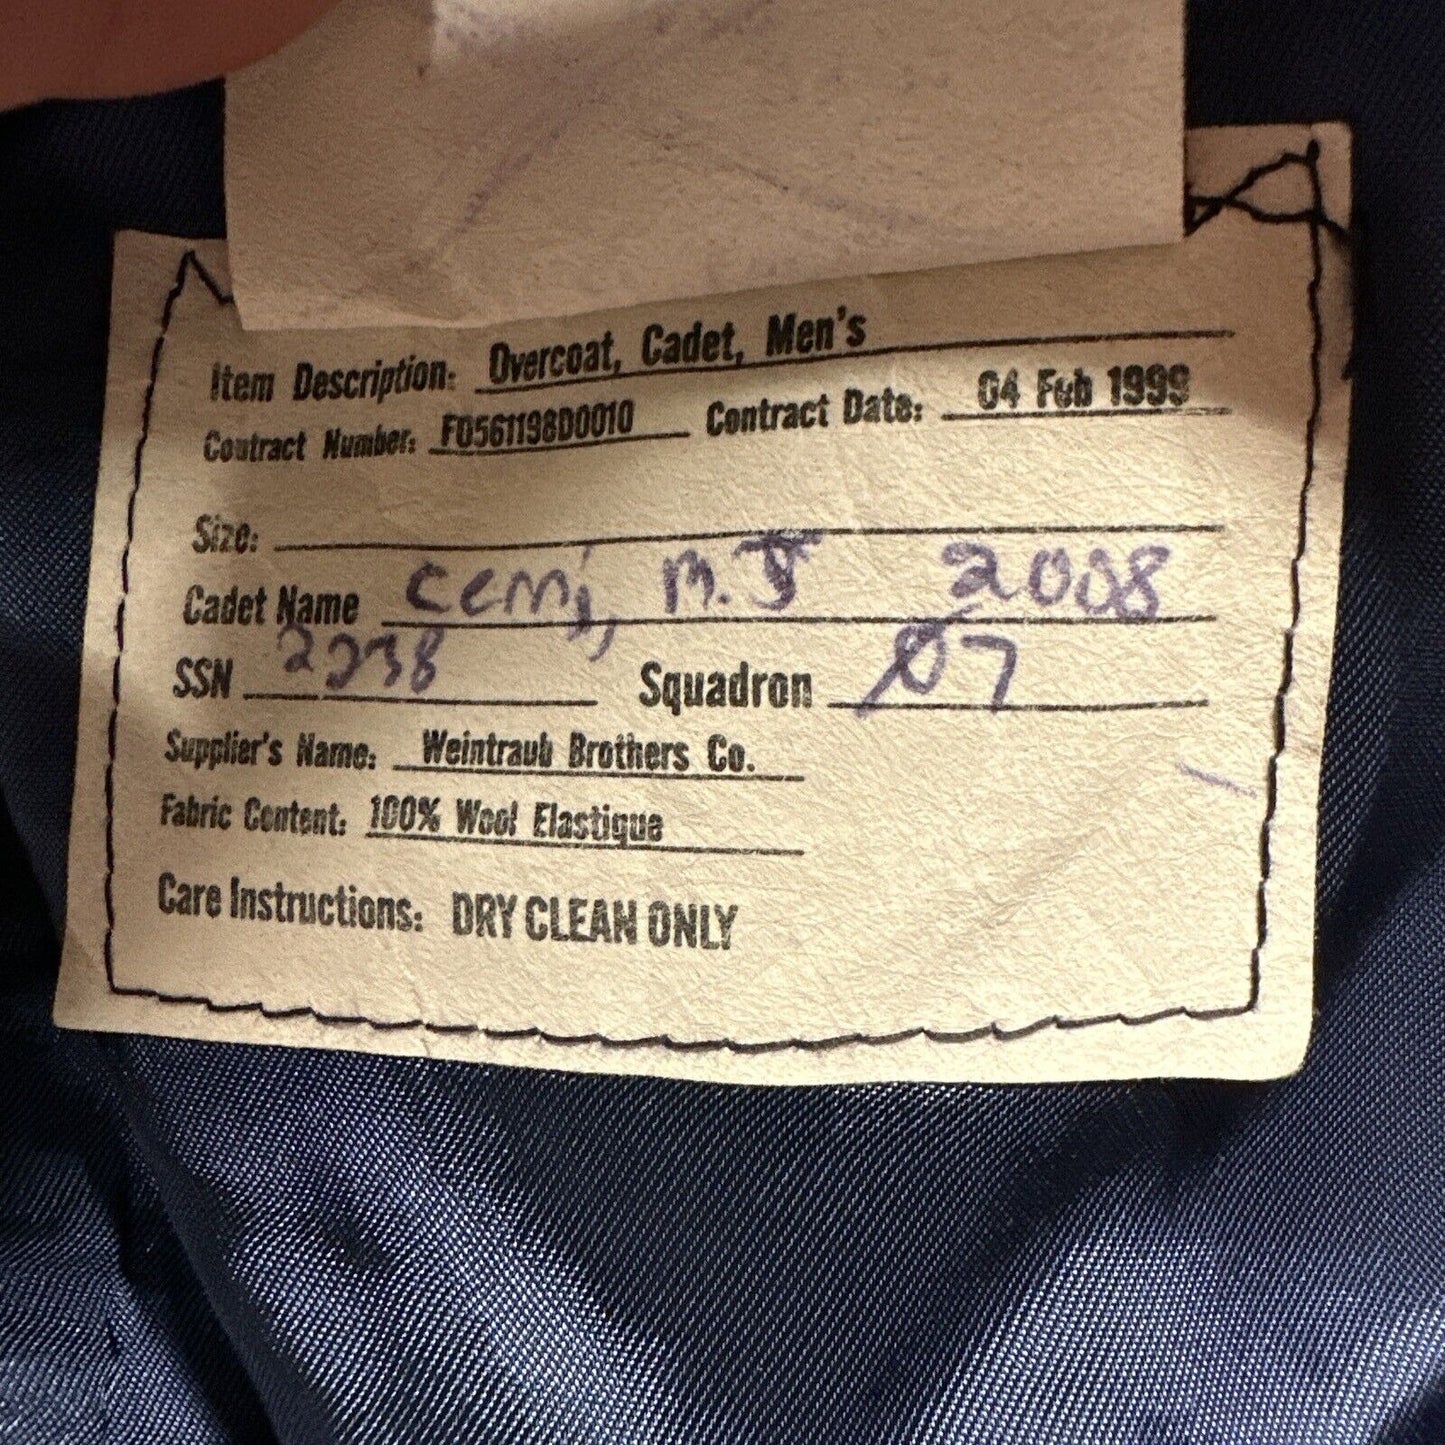 Item Description: Overcoat, Cadet, Men's
Contract Number: F0561198D0010 Contract Date: 04 Feb 1999
Size:
Cadet Name Cemi, M.J 2008
SSN 2238 Squadron 07
Supplier's Name: Weintraub Brothers Co.
Fabric Content: 100% Wool Elastique
Care Instructions: DRY CLEAN ONLY